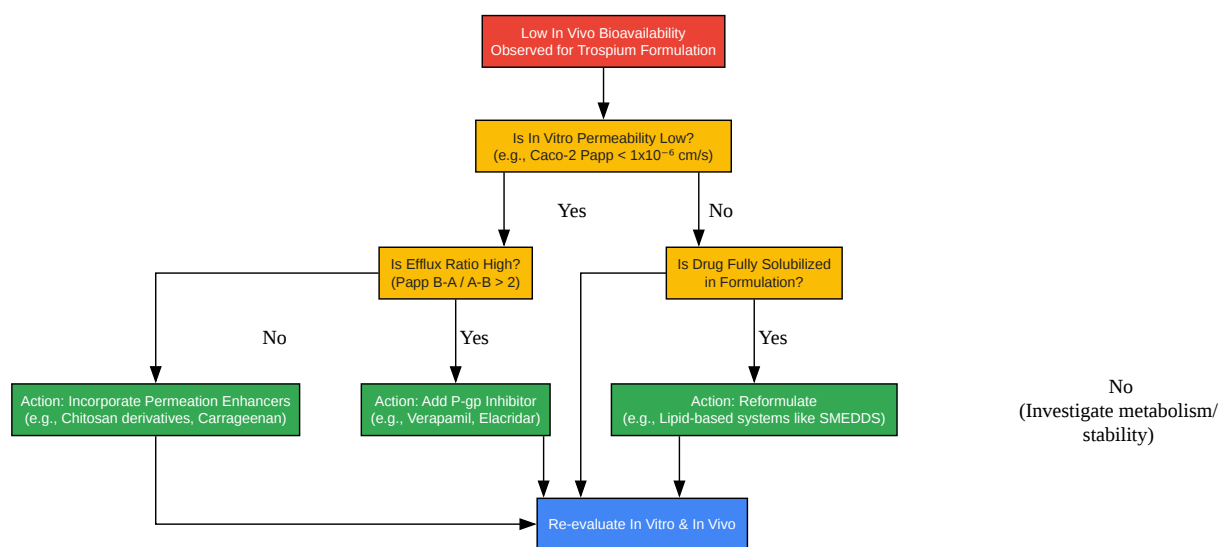 Low In Vivo Bioavailability
Observed for Trospium Formulation
Is In Vitro Permeability Low?
(e.g., Caco-2 Papp < 1x10⁻⁶ cm/s)
Yes
No
Is Efflux Ratio High?
(Papp B-A / A-B > 2)
Is Drug Fully Solubilized
in Formulation?
No
Yes
Yes
Action: Incorporate Permeation Enhancers
(e.g., Chitosan derivatives, Carrageenan)
Action: Add P-gp Inhibitor
(e.g., Verapamil, Elacridar)
Action: Reformulate
(e.g., Lipid-based systems like SMEDDS)
No
(Investigate metabolism/
stability)
Re-evaluate In Vitro & In Vivo